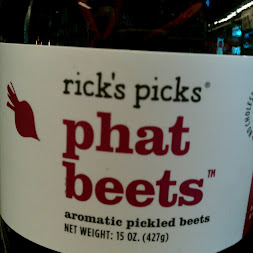 rick's picks®
phat
beets™
aromatic pickled beets
NET WEIGHT: 15 OZ. (427g)